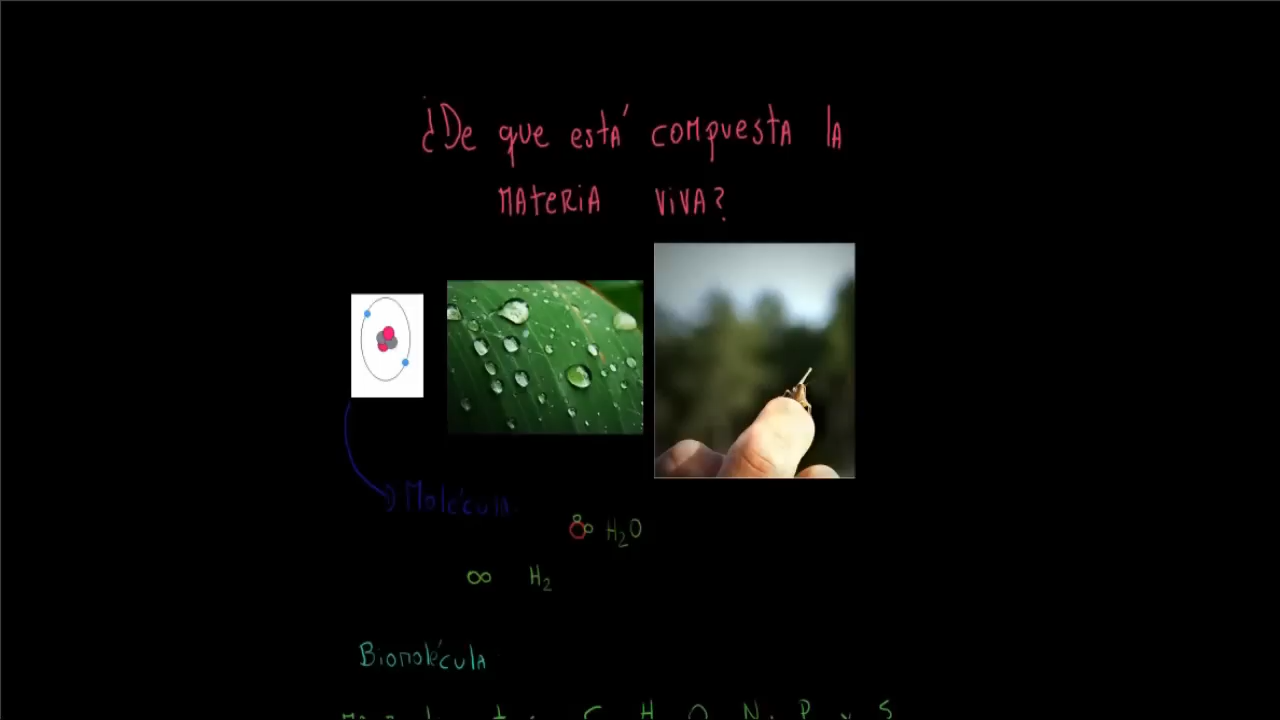 ¿De que está compuesta la
materia viva?
Molécula
H₂O
H₂
Biomolécula
C H O N P y S